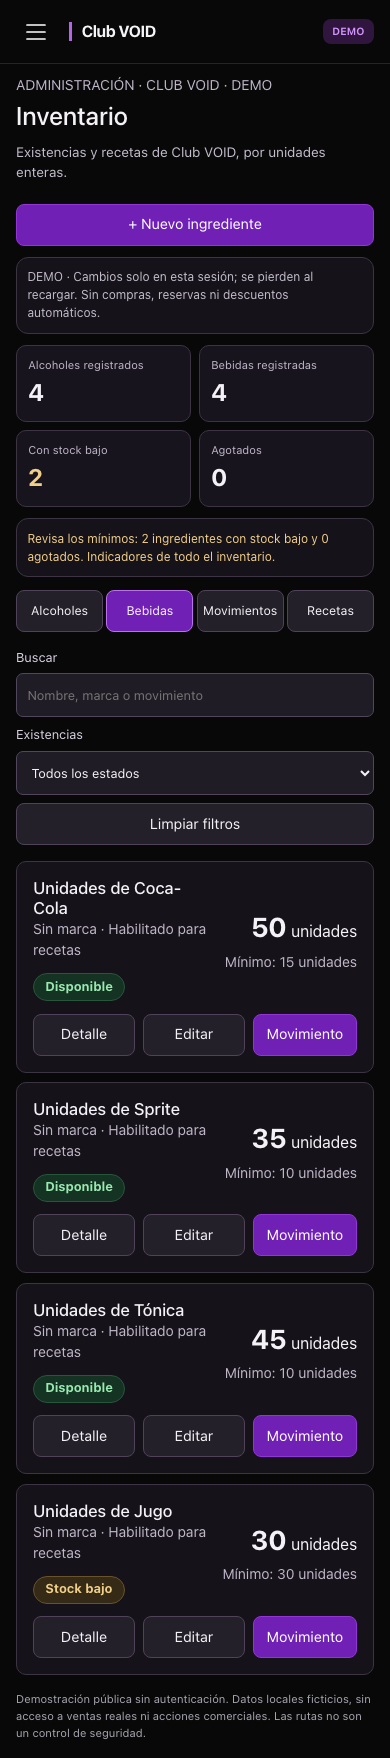 Club VOID
DEMO
ADMINISTRACIÓN · CLUB VOID · DEMO
Inventario
Existencias y recetas de Club VOID, por unidades
enteras.
+ Nuevo ingrediente
DEMO · Cambios solo en esta sesión; se pierden al
recargar. Sin compras, reservas ni descuentos
automáticos.
Alcoholes registrados
4
Bebidas registradas
4
Con stock bajo
2
Agotados
0
Revisa los mínimos: 2 ingredientes con stock bajo y 0
agotados. Indicadores de todo el inventario.
Alcoholes
Bebidas
Movimientos
Recetas
Buscar
Nombre, marca o movimiento
Existencias
Todos los estados
Limpiar filtros
Unidades de Coca-
Cola
Sin marca · Habilitado para
recetas
Disponible
50 unidades
Mínimo: 15 unidades
Detalle
Editar
Movimiento
Unidades de Sprite
Sin marca · Habilitado para
recetas
Disponible
35 unidades
Mínimo: 10 unidades
Detalle
Editar
Movimiento
Unidades de Tónica
Sin marca · Habilitado para
recetas
Disponible
45 unidades
Mínimo: 10 unidades
Detalle
Editar
Movimiento
Unidades de Jugo
Sin marca · Habilitado para
recetas
Stock bajo
30 unidades
Mínimo: 30 unidades
Detalle
Editar
Movimiento
Demostración pública sin autenticación. Datos locales ficticios, sin
acceso a ventas reales ni acciones comerciales. Las rutas no son
un control de seguridad.